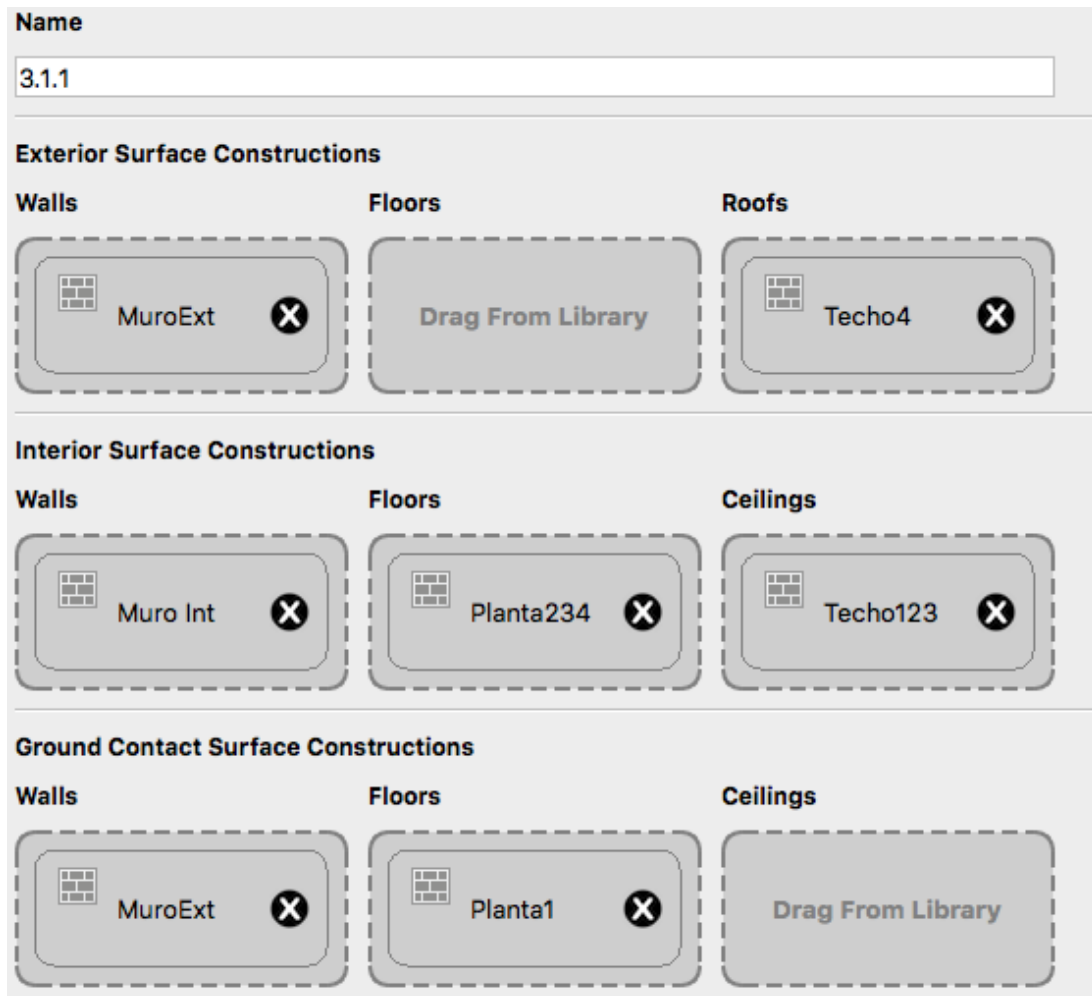 Name
3.1.1
Exterior Surface Constructions
Walls Floors Roofs
MuroExt Drag From Library Techo4
Interior Surface Constructions
Walls Floors Ceilings
Muro Int Planta234 Techo123
Ground Contact Surface Constructions
Walls Floors Ceilings
MuroExt Planta1 Drag From Library